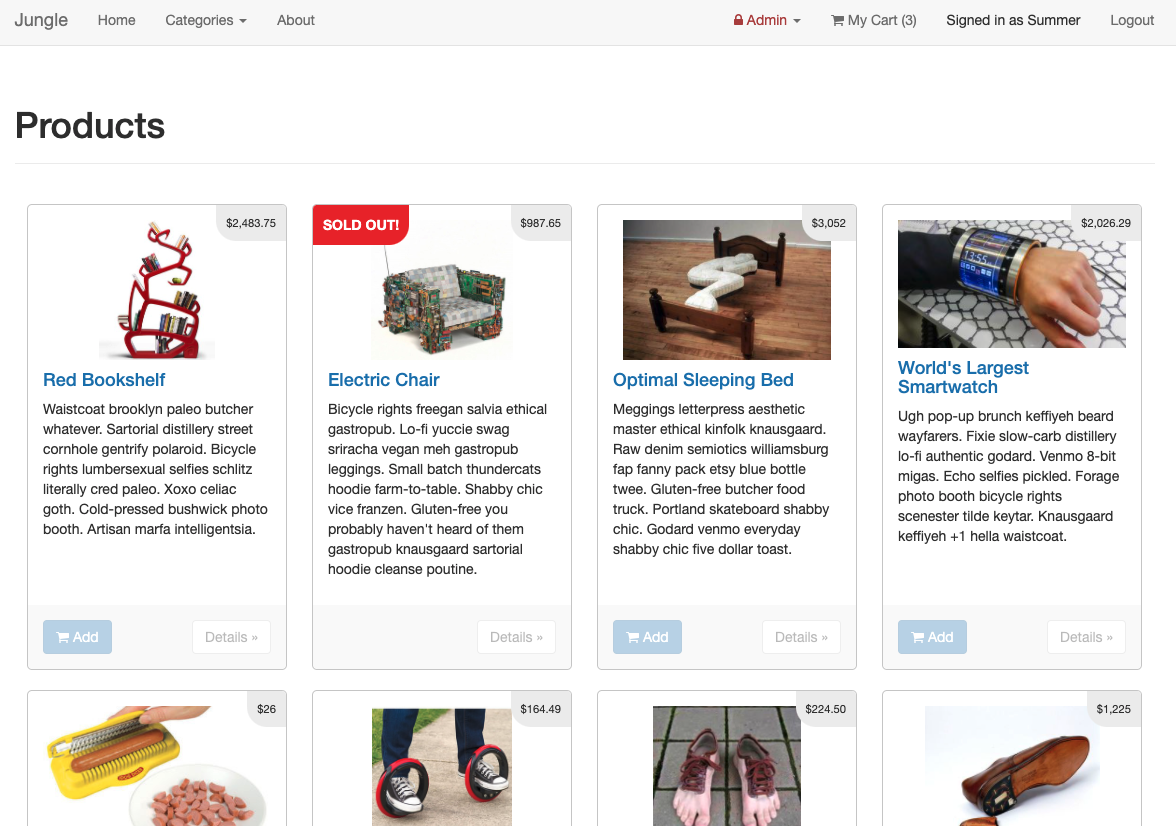 Jungle Home Categories About Admin My Cart (3) Signed in as Summer Logout
Products
$2,483.75
Red Bookshelf
Waistcoat brooklyn paleo butcher
whatever. Sartorial distillery street
cornhole gentrify polaroid. Bicycle
rights lumbersexual selfies schlitz
literally cred paleo. Xoxo celiac
goth. Cold-pressed bushwick photo
booth. Artisan marfa intelligentsia.
Add Details »
SOLD OUT! $987.65
Electric Chair
Bicycle rights freegan salvia ethical
gastropub. Lo-fi yuccie swag
sriracha vegan meh gastropub
leggings. Small batch thundercats
hoodie farm-to-table. Shabby chic
vice franzen. Gluten-free you
probably haven't heard of them
gastropub knausgaard sartorial
hoodie cleanse poutine.
Details »
$3,052
Optimal Sleeping Bed
Meggings letterpress aesthetic
master ethical kinfolk knausgaard.
Raw denim semiotics williamsburg
fap fanny pack etsy blue bottle
twee. Gluten-free butcher food
truck. Portland skateboard shabby
chic. Godard venmo everyday
shabby chic five dollar toast.
Add Details »
$2,026.29
13:55
World's Largest
Smartwatch
Ugh pop-up brunch keffiyeh beard
wayfarers. Fixie slow-carb distillery
lo-fi authentic godard. Venmo 8-bit
migas. Echo selfies pickled. Forage
photo booth bicycle rights
scenester tilde keytar. Knausgaard
keffiyeh +1 hella waistcoat.
Add Details »
$26
$164.49
$224.50
$1,225